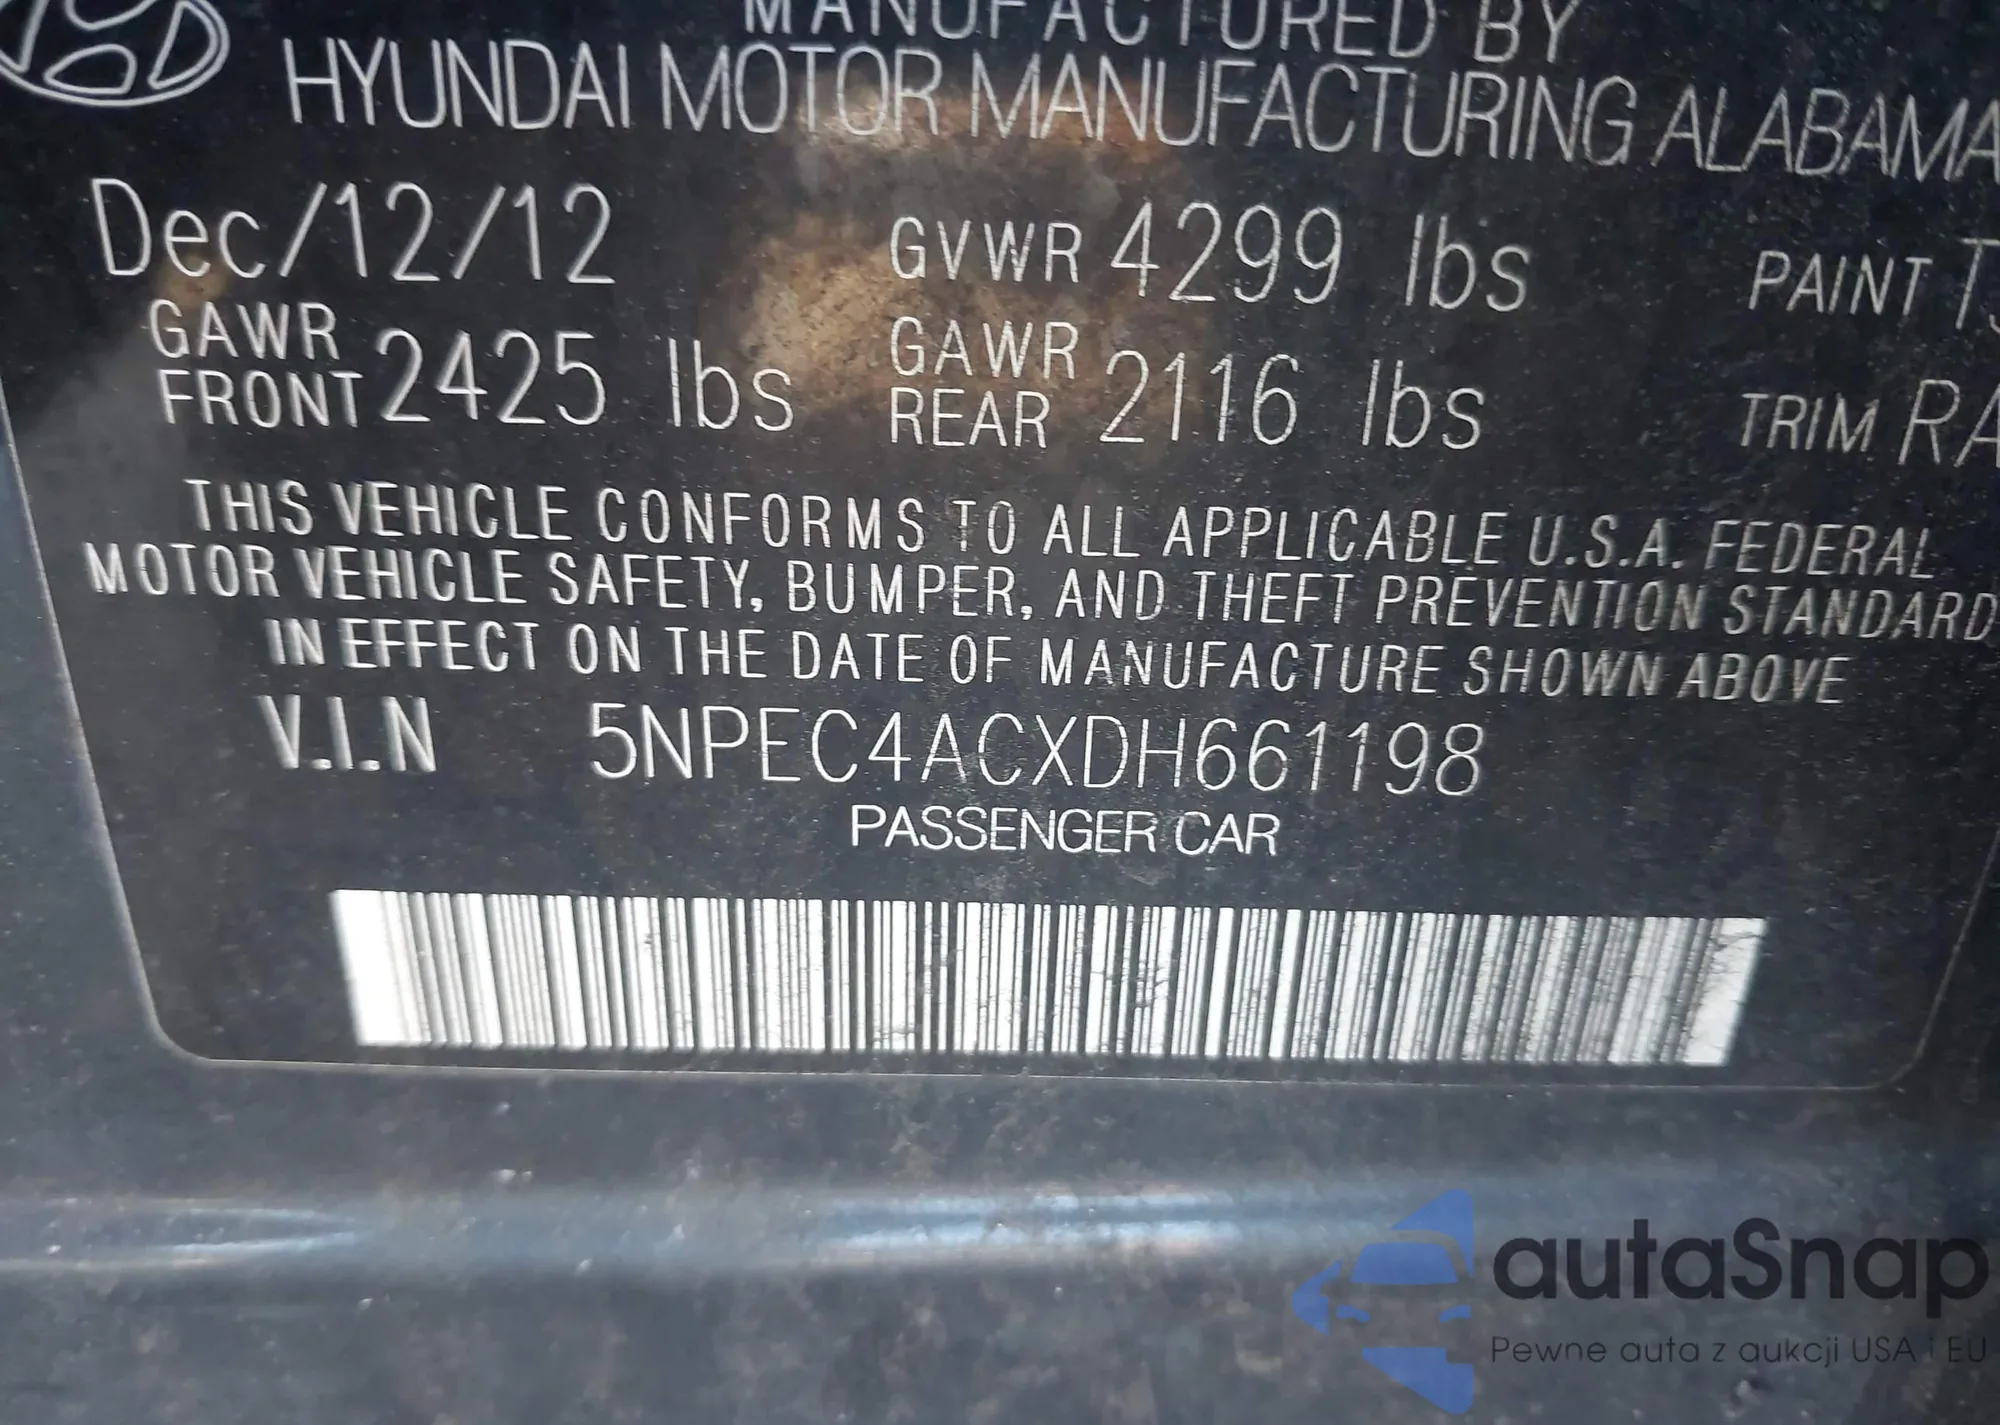 MANUFACTURED BY
HYUNDAI MOTOR MANUFACTURING ALABAMA
Dec/12/12 GVWR 4299 lbs PAINT
GAWR FRONT 2425 lbs GAWR REAR 2116 lbs TRIM RA
THIS VEHICLE CONFORMS TO ALL APPLICABLE U.S.A. FEDERAL
MOTOR VEHICLE SAFETY, BUMPER, AND THEFT PREVENTION STANDARD
IN EFFECT ON THE DATE OF MANUFACTURE SHOWN ABOVE
V.I.N 5NPEC4ACXDH661198
PASSENGER CAR
autaSnap
Pewne auta z aukcji USA i EU